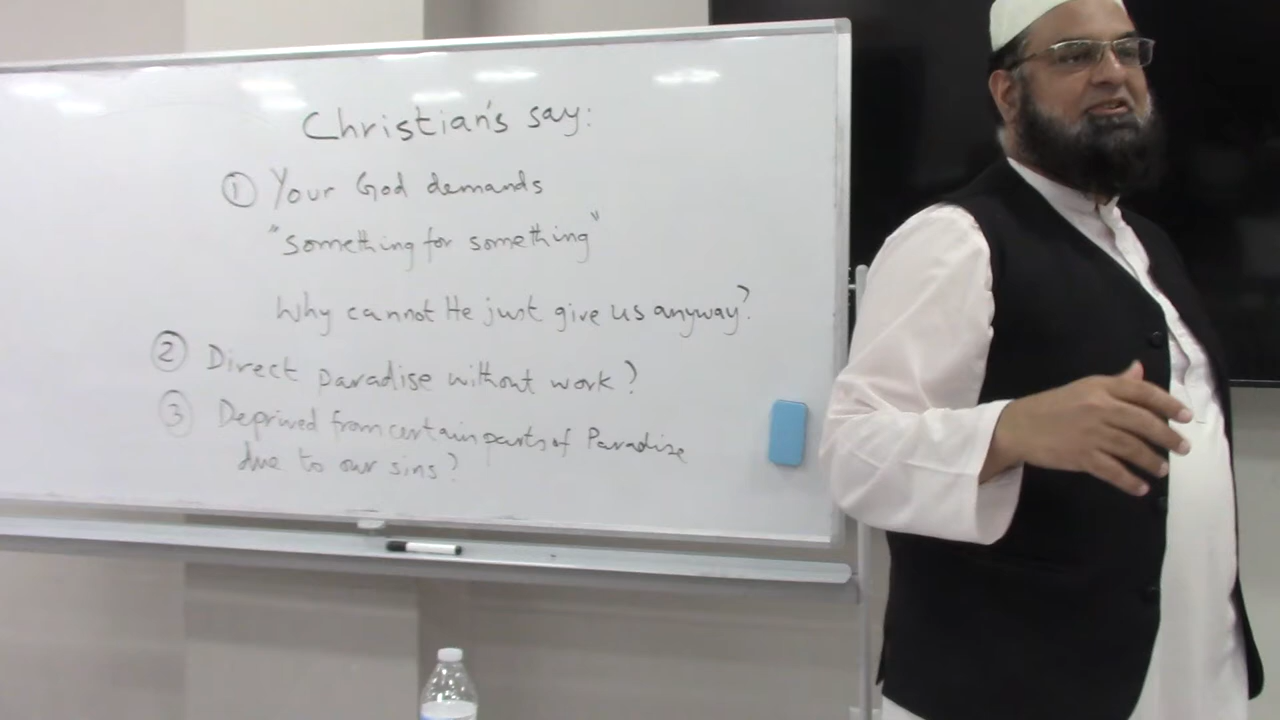 Christian's say:
① Your God demands
"something for something"
Why cannot He just give us anyway?
② Direct paradise without work?
③ Deprived from certain parts of Paradise
due to our sins?